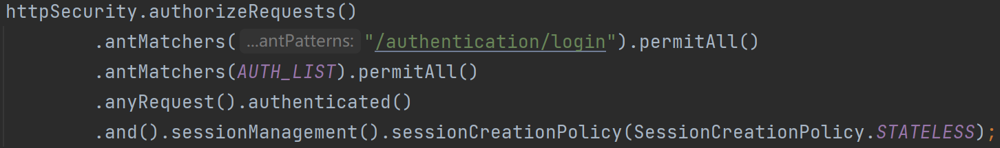 httpSecurity.authorizeRequests()
.antMatchers( ...antPatterns: "/authentication/login").permitAll()
.antMatchers(AUTH_LIST).permitAll()
.anyRequest().authenticated()
.and().sessionManagement().sessionCreationPolicy(SessionCreationPolicy.STATELESS);